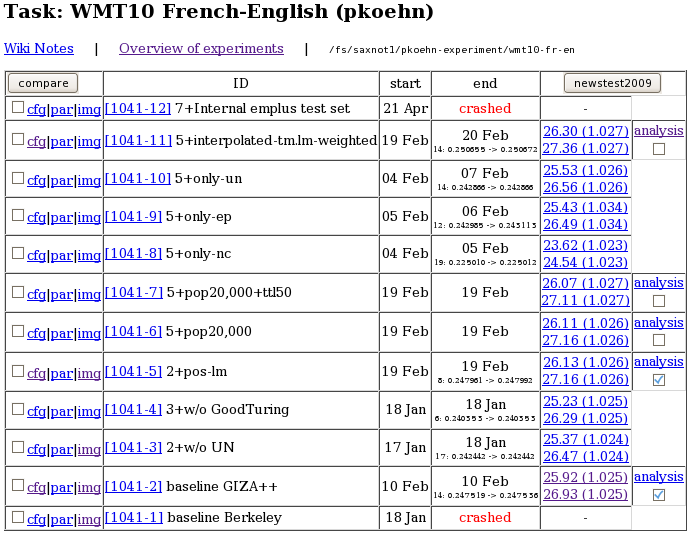 Task: WMT10 French-English (pkoehn)
Wiki Notes | Overview of experiments | /fs/saxnot1/pkoehn-experiment/wmt10-fr-en
compare ID start end newstest2009
cfg|par|img [1041-12] 7+Internal emplus test set 21 Apr crashed -
cfg|par|img [1041-11] 5+interpolated-tm.lm-weighted 19 Feb 20 Feb 26.30 (1.027) analysis
14: 0.250655 -> 0.250672 27.36 (1.027)
cfg|par|img [1041-10] 5+only-un 04 Feb 07 Feb 25.53 (1.026)
14: 0.242866 -> 0.242866 26.56 (1.026)
cfg|par|img [1041-9] 5+only-ep 05 Feb 06 Feb 25.43 (1.034)
12: 0.242985 -> 0.243113 26.49 (1.034)
cfg|par|img [1041-8] 5+only-nc 04 Feb 05 Feb 23.62 (1.023)
19: 0.225010 -> 0.225012 24.54 (1.023)
cfg|par|img [1041-7] 5+pop20,000+ttl50 19 Feb 19 Feb 26.07 (1.027) analysis
27.11 (1.027)
cfg|par|img [1041-6] 5+pop20,000 19 Feb 19 Feb 26.11 (1.026) analysis
27.16 (1.026)
cfg|par|img [1041-5] 2+pos-lm 19 Feb 19 Feb 26.13 (1.026) analysis
8: 0.247961 -> 0.247992 27.16 (1.026)
cfg|par|img [1041-4] 3+w/o GoodTuring 18 Jan 18 Jan 25.23 (1.025)
6: 0.240353 -> 0.240353 26.29 (1.025)
cfg|par|img [1041-3] 2+w/o UN 17 Jan 18 Jan 25.37 (1.024)
17: 0.242442 -> 0.242442 26.47 (1.024)
cfg|par|img [1041-2] baseline GIZA++ 10 Feb 10 Feb 25.92 (1.025) analysis
14: 0.247519 -> 0.247536 26.93 (1.025)
cfg|par|img [1041-1] baseline Berkeley 18 Jan crashed -